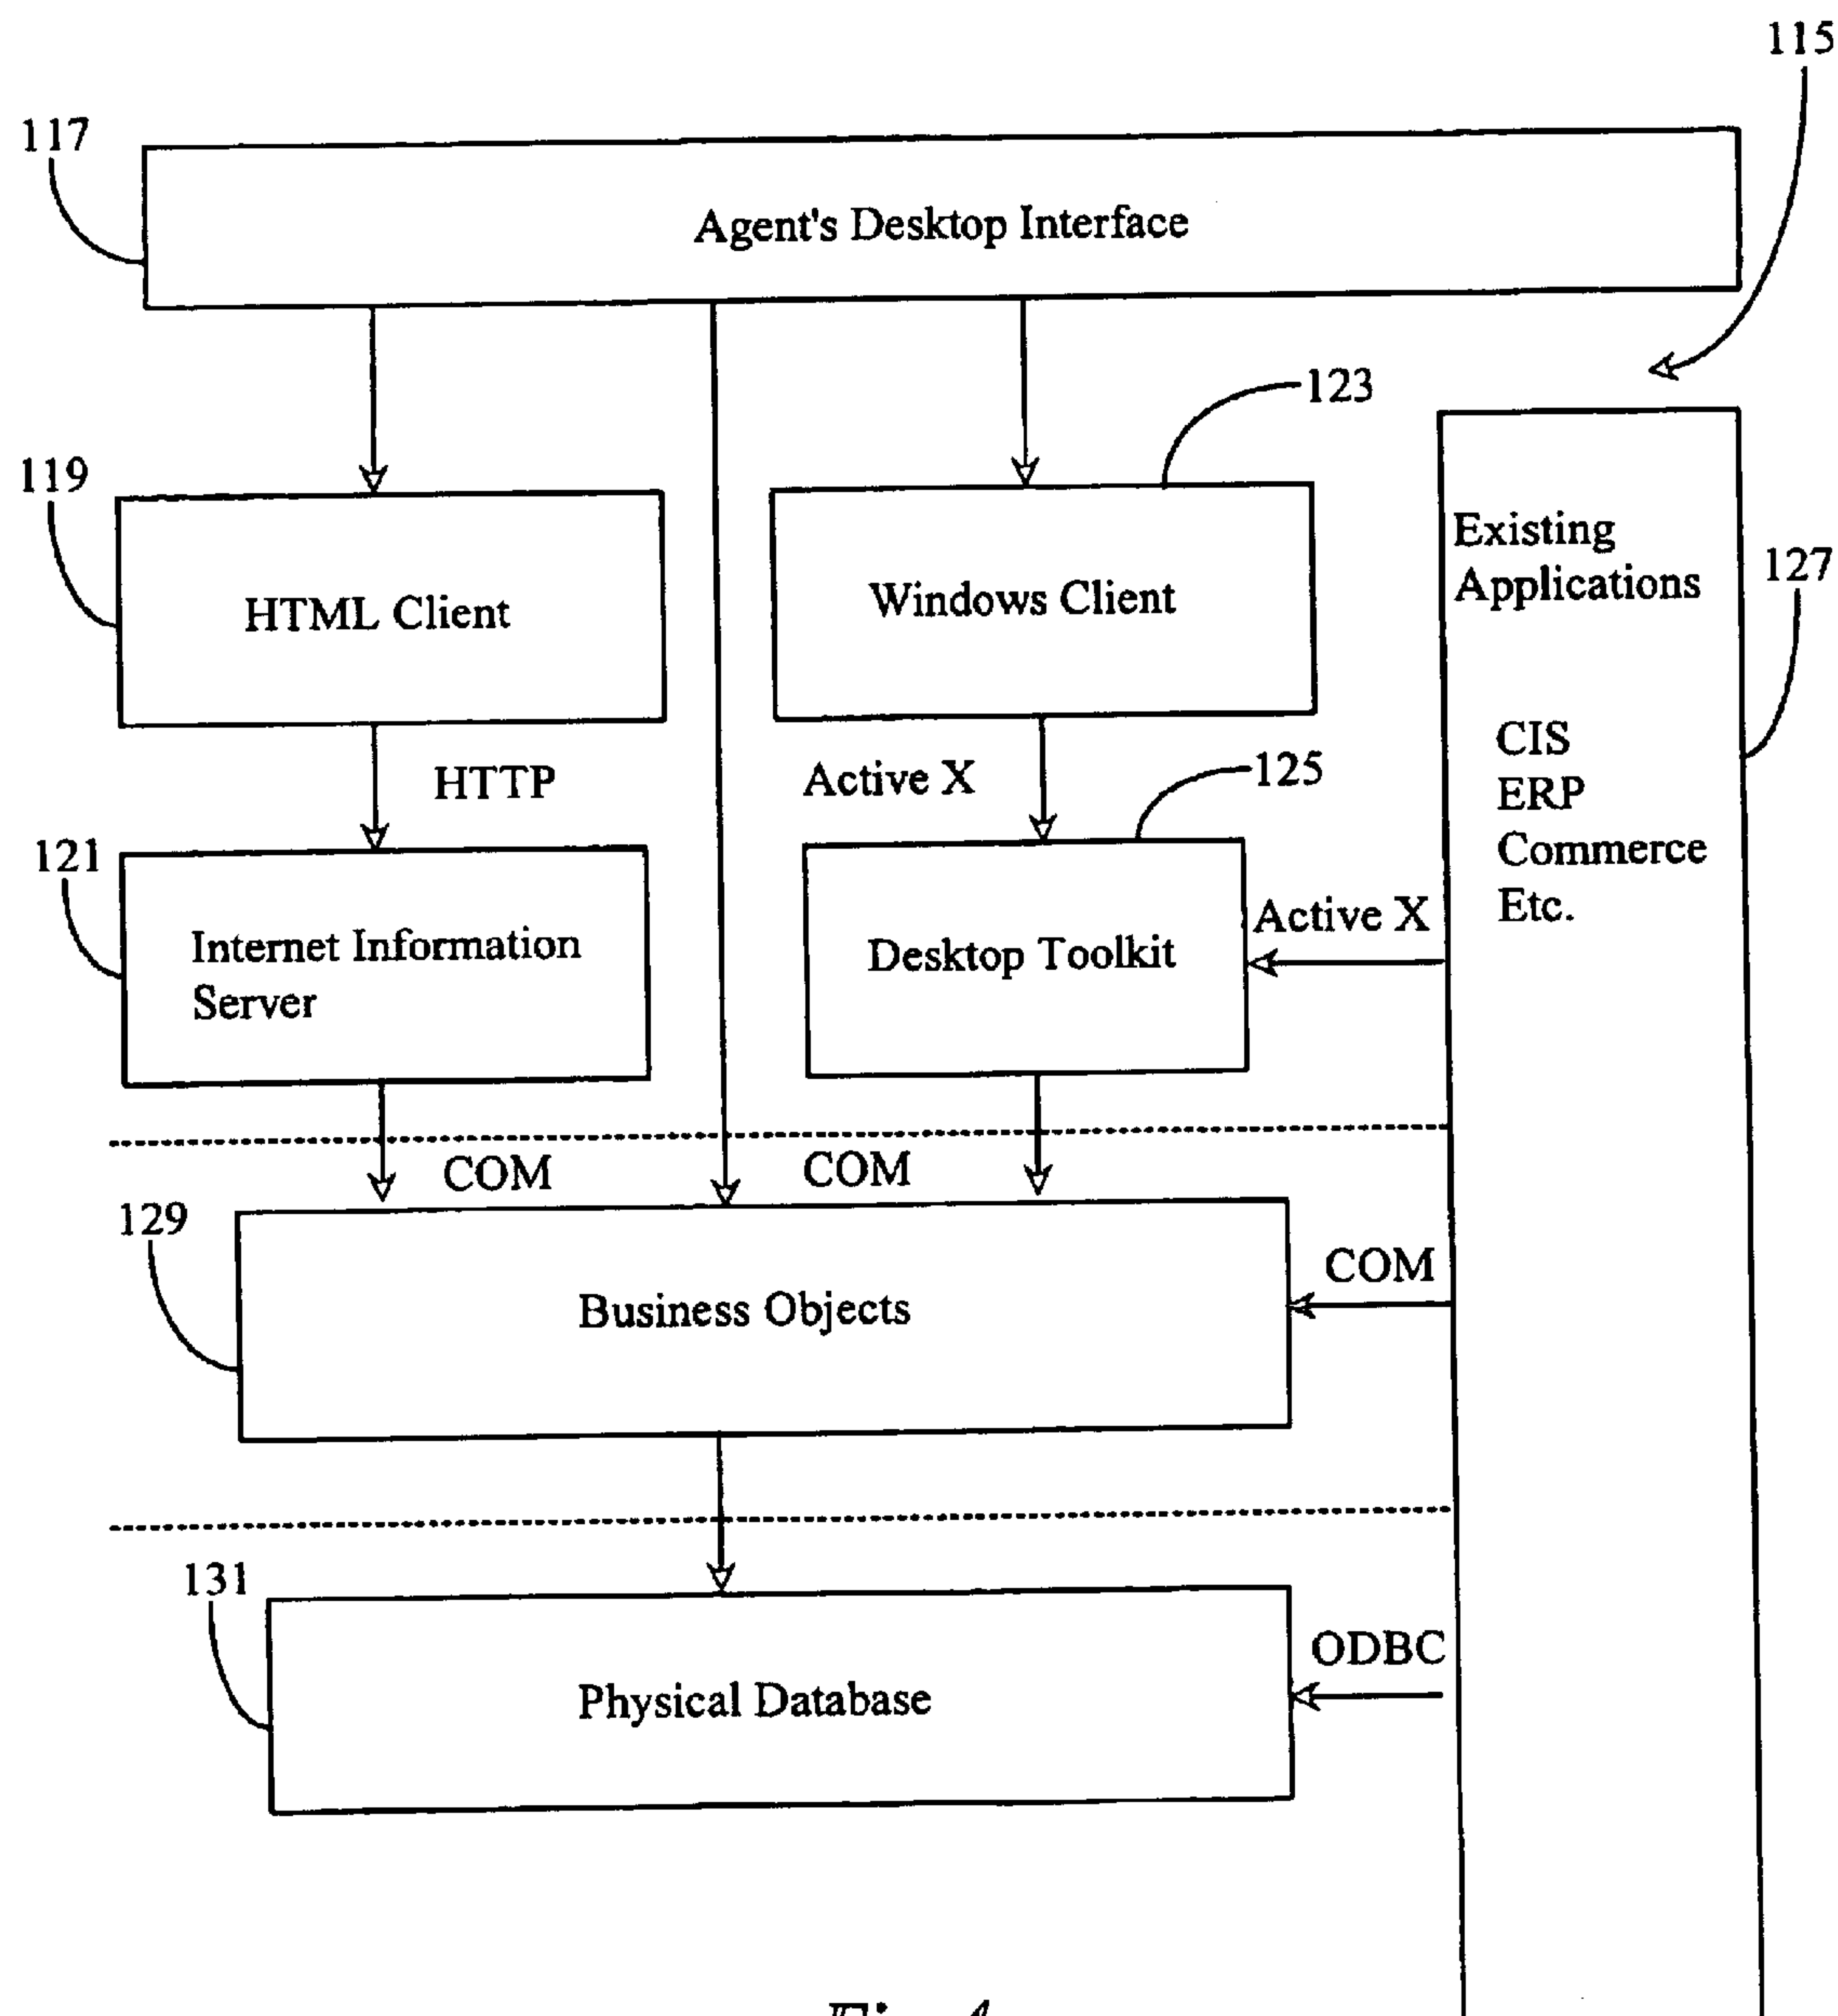 115
117
Agent's Desktop Interface
123
119
Existing
Applications
127
HTML Client
Windows Client
CIS
ERP
Commerce
Etc.
HTTP
Active X
125
121
Active X
Internet Information
Server
Desktop Toolkit
COM
COM
129
COM
Business Objects
131
ODBC
Physical Database